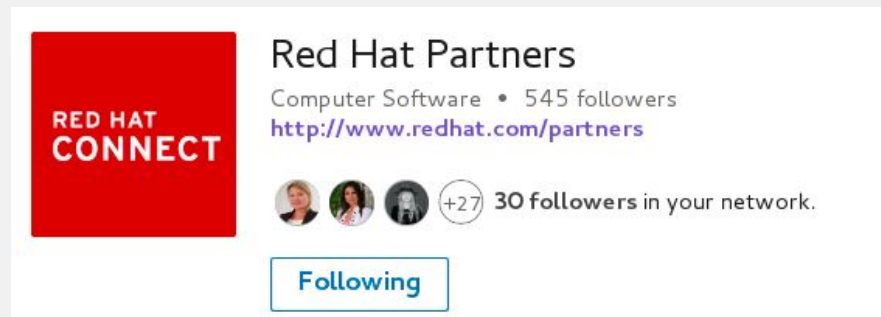 RED HAT
CONNECT
Red Hat Partners
Computer Software • 545 followers
http://www.redhat.com/partners
+27 30 followers in your network.
Following